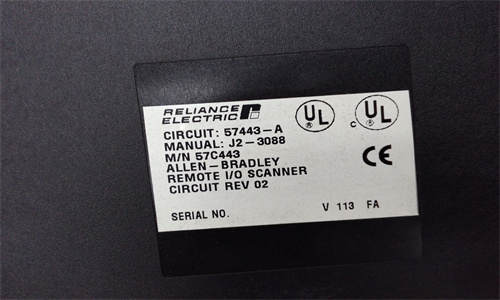 RELIANCE
ELECTRIC
CIRCUIT: 57443-A
MANUAL: J2-3088
M/N 57C443
ALLEN-BRADLEY
REMOTE I/O SCANNER
CIRCUIT REV 02
SERIAL NO. V 113 FA
UL
C UL
CE